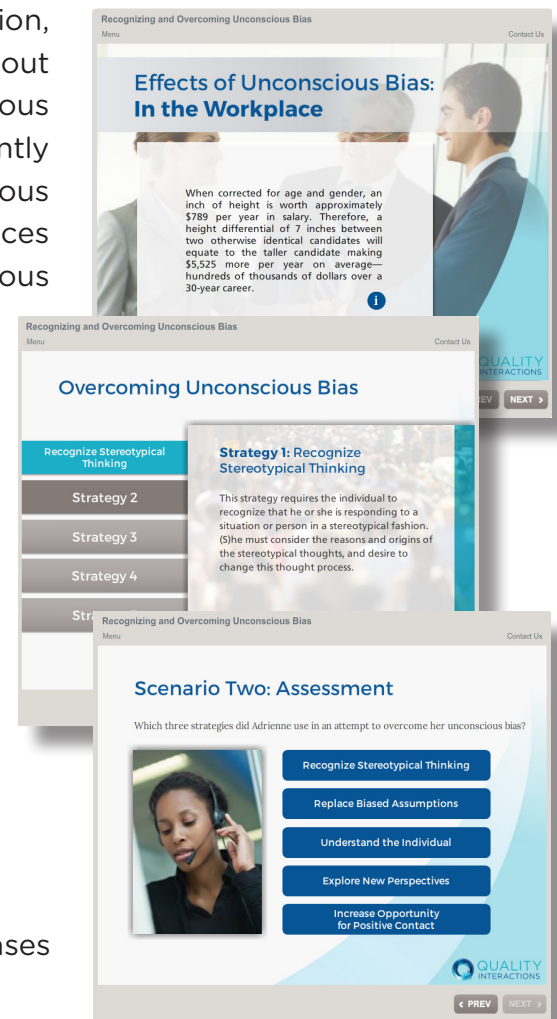 ion,
out
ous
ntly
ous
ces
ous
Recognizing and Overcoming Unconscious Bias
Menu
Contact Us
Effects of Unconscious Bias:
In the Workplace
When corrected for age and gender, an
inch of height is worth approximately
$789 per year in salary. Therefore, a
height differential of 7 inches between
two otherwise identical candidates will
equate to the taller candidate making
$5,525 more per year on average—
hundreds of thousands of dollars over a
30-year career.
i
QUALITY
INTERACTIONS
EV
NEXT >
Recognizing and Overcoming Unconscious Bias
Menu
Contact Us
Overcoming Unconscious Bias
Recognize Stereotypical
Thinking
Strategy 2
Strategy 3
Strategy 4
Str
Strategy 1: Recognize
Stereotypical Thinking
This strategy requires the individual to
recognize that he or she is responding to a
situation or person in a stereotypical fashion.
(S)he must consider the reasons and origins of
the stereotypical thoughts, and desire to
change this thought process.
Recognizing and Overcoming Unconscious Bias
Menu
Contact Us
Scenario Two: Assessment
Which three strategies did Adrienne use in an attempt to overcome her unconscious bias?
Recognize Stereotypical Thinking
Replace Biased Assumptions
Understand the Individual
Explore New Perspectives
Increase Opportunity
for Positive Contact
QUALITY
INTERACTIONS
< PREV
NEXT >
ases